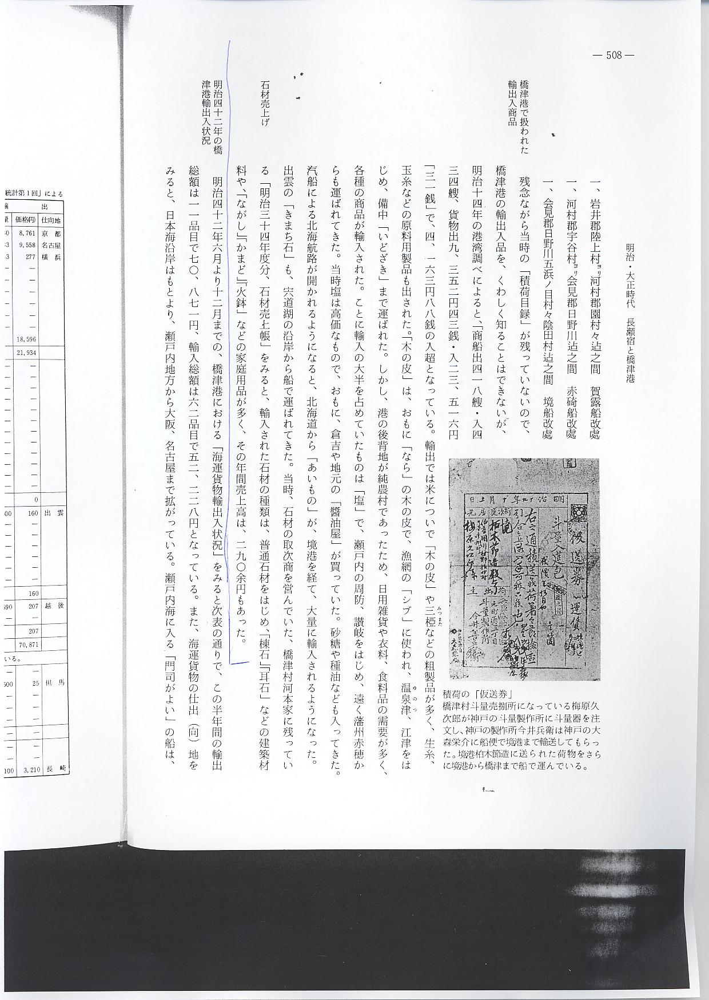 ― 508 ―
明治・大正時代　長瀬宿と橋津港
一、岩井郡陸上村ヨリ河村郡園村々迠之間　賀露船改處
一、河村郡宇谷村ヨリ会見郡日野川迠之間　赤碕船改處
一、会見郡日野川五浜ノ目村々陰田村迠之間　境船改處
橋津港で扱われた
輸出入商品
残念ながら当時の「積荷目録」が残っていないので、
橋津港の輸出入品を、くわしく知ることはできないが、
明治十四年の港湾調べによると、「商船出四一八艘・入四
三四艘、貨物出九、三五二円四三銭・入二三、五一六円
「三一銭」で、四、一六三円八八銭の入超となっている。輸出では米についで「木の皮」や三椏などの粗製品が多く、生糸、
みつまた
玉糸などの原料用製品も出された。「木の皮」は、おもに「なら」の木の皮で、漁網の「シブ」に使われ、温泉津、江津をは
ゆのつ
じめ、備中「いどざき」まで運ばれた。しかし、港の後背地が純農村であったため、日用雑貨や衣料、食料品の需要が多く、
各種の商品が輸入された。ことに輸入の大半を占めていたものは「塩」で、瀬戸内の周防、讃岐をはじめ、遠く藩州赤穂か
らも運ばれてきた。当時塩は高価なもので、おもに、倉吉や地元の「醬油屋」が買っていた。砂糖や種油なども入ってきた。
汽船による北海航路が開かれるようになると、北海道から「あいもの」が、境港を経て、大量に輸入されるようになった。
石材売上げ
出雲の「きまち石」も、宍道湖の沿岸から船で運ばれてきた。当時、石材の取次商を営んでいた、橋津村河本家に残ってい
る「明治三十四年度分、石材売上帳」をみると、輸入された石材の種類は、普通石材をはじめ、「棟石」「耳石」などの建築材
料や、「ながし」「かまど」「火鉢」などの家庭用品が多く、その年間売上高は、二九〇余円もあった。
明治四十二年の橋
津港輸出入状況
明治四十二年六月より十二月までの、橋津港における「海運貨物輸出入状況」をみると次表の通りで、この半年間の輸出
総額は一一品目で七〇、八七一円、輸入総額は六二品目で五二、二二八円となっている。また、海運貨物の仕出（向）地を
みると、日本海沿岸はもとより、瀬戸内地方から大阪、名古屋まで拡がっている。瀬戸内海に入る「門司がよい」の船は、
積荷の「仮送券」
橋津村斗量売捌所になっている梅原久
次郎が神戸の斗量製作所に斗量器を注
文し、神戸の製作所今井兵衛は神戸の大
森栄介に船便で境港まで輸送してもらっ
た。境港柏木節造に送られた荷物をさら
に境港から橋津まで船で運んでいる。
統計第1回」による
出
価格(円) 仕向地
8,761 京都
9,558 名古屋
277 横浜
18,596
21,934
0
160 出雲
160
207 越後
207
70,871
いる。
25 但馬
3,210 長崎